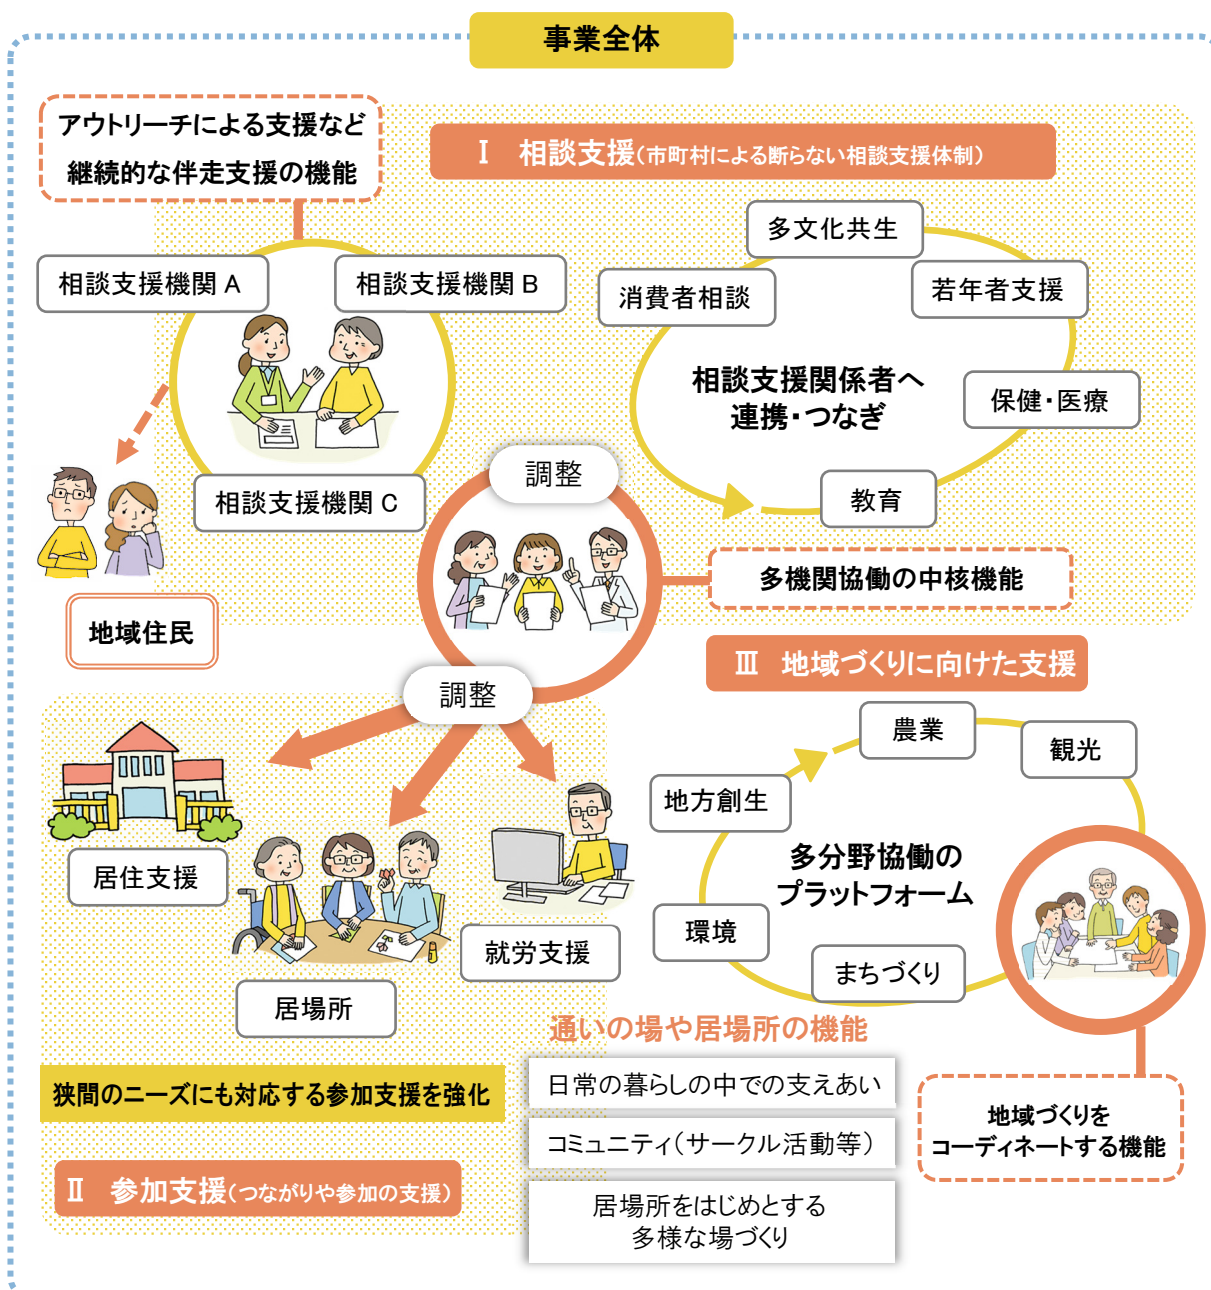 事業全体
アウトリーチによる支援など
継続的な伴走支援の機能
Ⅰ 相談支援(市町村による断らない相談支援体制)
相談支援機関 A
相談支援機関 B
相談支援機関 C
多文化共生
消費者相談
若年者支援
相談支援関係者へ
連携・つなぎ
保健・医療
教育
調整
多機関協働の中核機能
地域住民
調整
Ⅲ 地域づくりに向けた支援
農業
観光
地方創生
多分野協働の
プラットフォーム
環境
まちづくり
居住支援
就労支援
居場所
通いの場や居場所の機能
日常の暮らしの中での支えあい
コミュニティ(サークル活動等)
居場所をはじめとする
多様な場づくり
地域づくりを
コーディネートする機能
狭間のニーズにも対応する参加支援を強化
Ⅱ 参加支援(つながりや参加の支援)